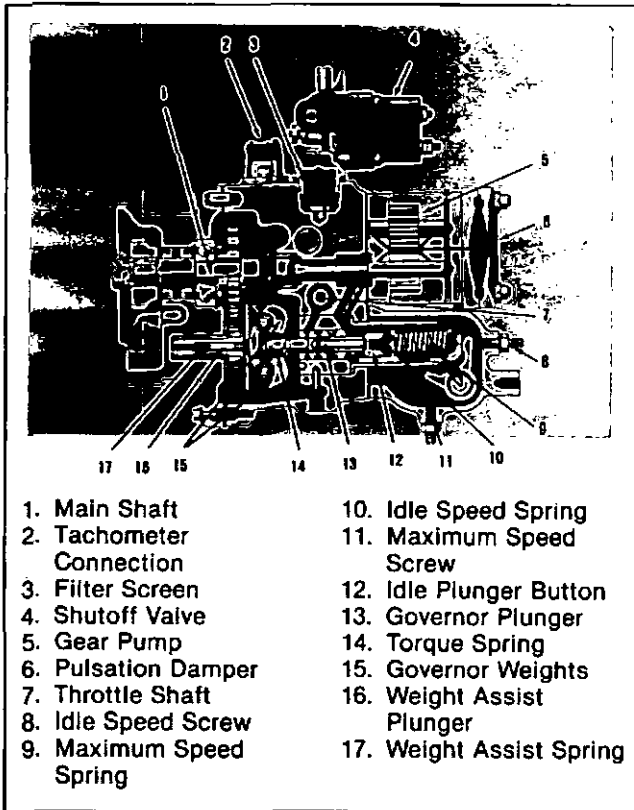 1
2
3
4
5
6
7
8
9
17 16 15 14 13 12 11 10
1. Main Shaft
2. Tachometer
Connection
3. Filter Screen
4. Shutoff Valve
5. Gear Pump
6. Pulsation Damper
7. Throttle Shaft
8. Idle Speed Screw
9. Maximum Speed
Spring
10. Idle Speed Spring
11. Maximum Speed
Screw
12. Idle Plunger Button
13. Governor Plunger
14. Torque Spring
15. Governor Weights
16. Weight Assist
Plunger
17. Weight Assist Spring